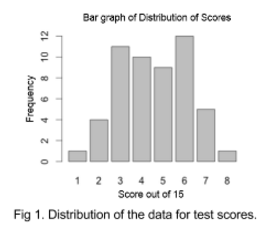 Bar graph of Distribution of Scores
Frequency
12
10
8
6
4
2
0
1 2 3 4 5 6 7 8
Score out of 15
Fig 1. Distribution of the data for test scores.